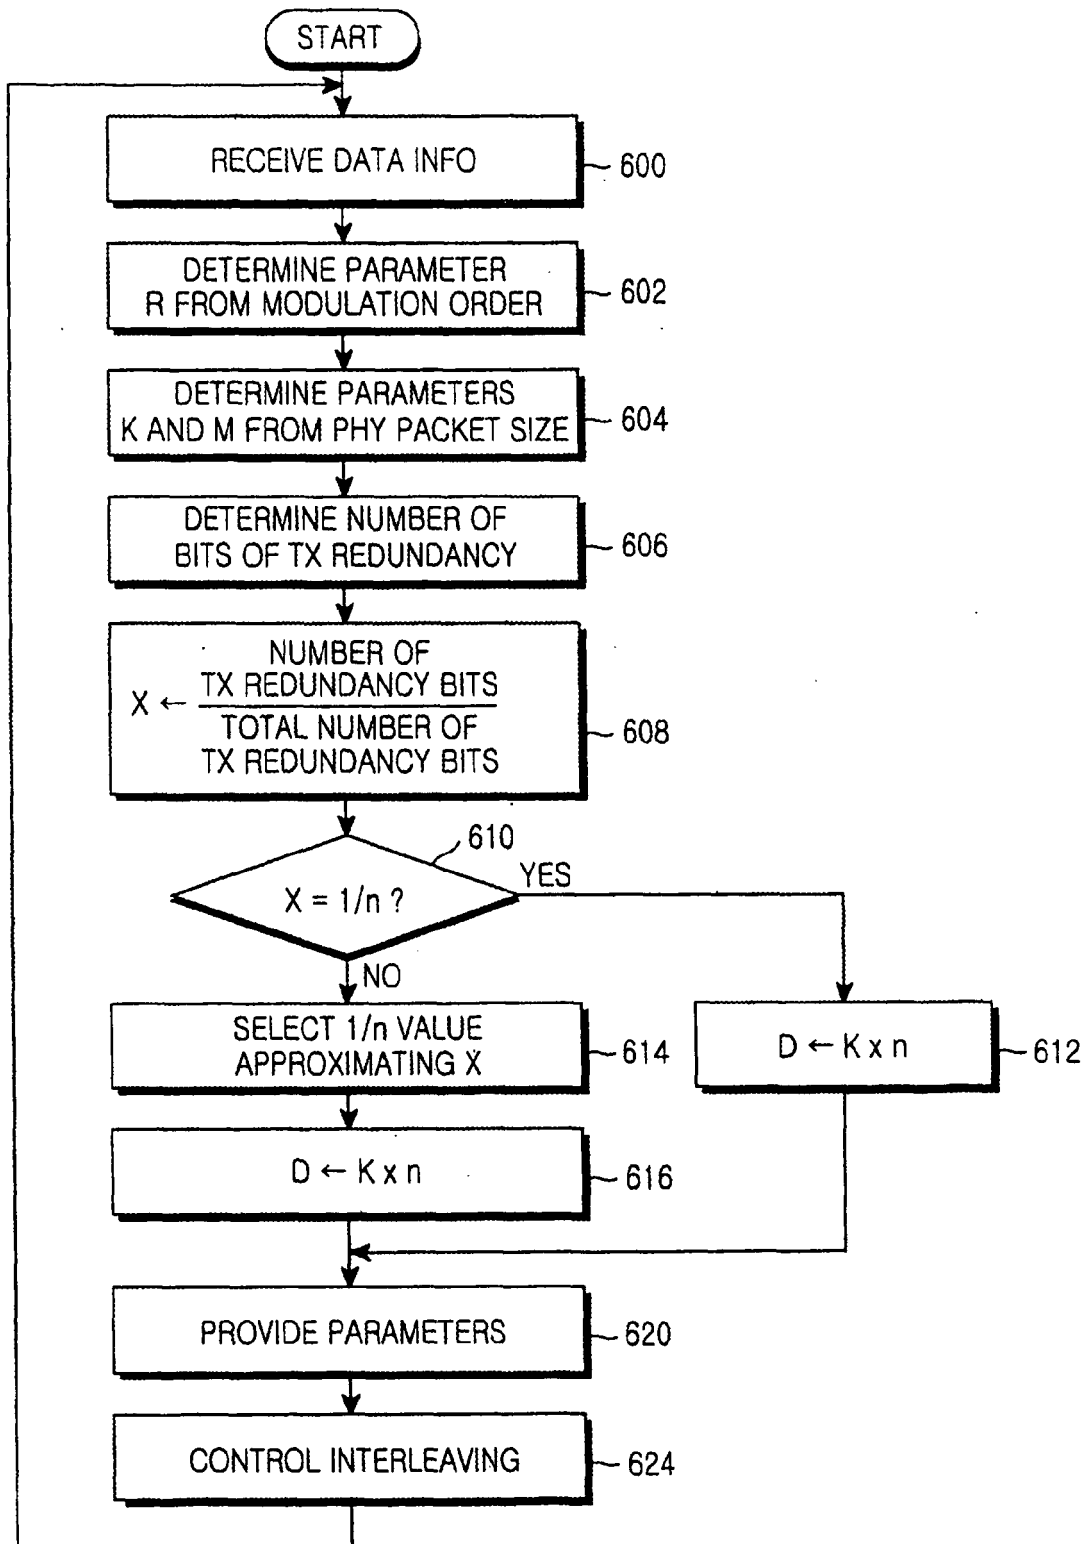 START
RECEIVE DATA INFO
600
DETERMINE PARAMETER
R FROM MODULATION ORDER
602
DETERMINE PARAMETERS
K AND M FROM PHY PACKET SIZE
604
DETERMINE NUMBER OF
BITS OF TX REDUNDANCY
606
NUMBER OF
TX REDUNDANCY BITS
X ←
TOTAL NUMBER OF
TX REDUNDANCY BITS
608
610
X = 1/n ?
YES
NO
SELECT 1/n VALUE
APPROXIMATING X
614
D ← K x n
612
D ← K x n
616
PROVIDE PARAMETERS
620
CONTROL INTERLEAVING
624